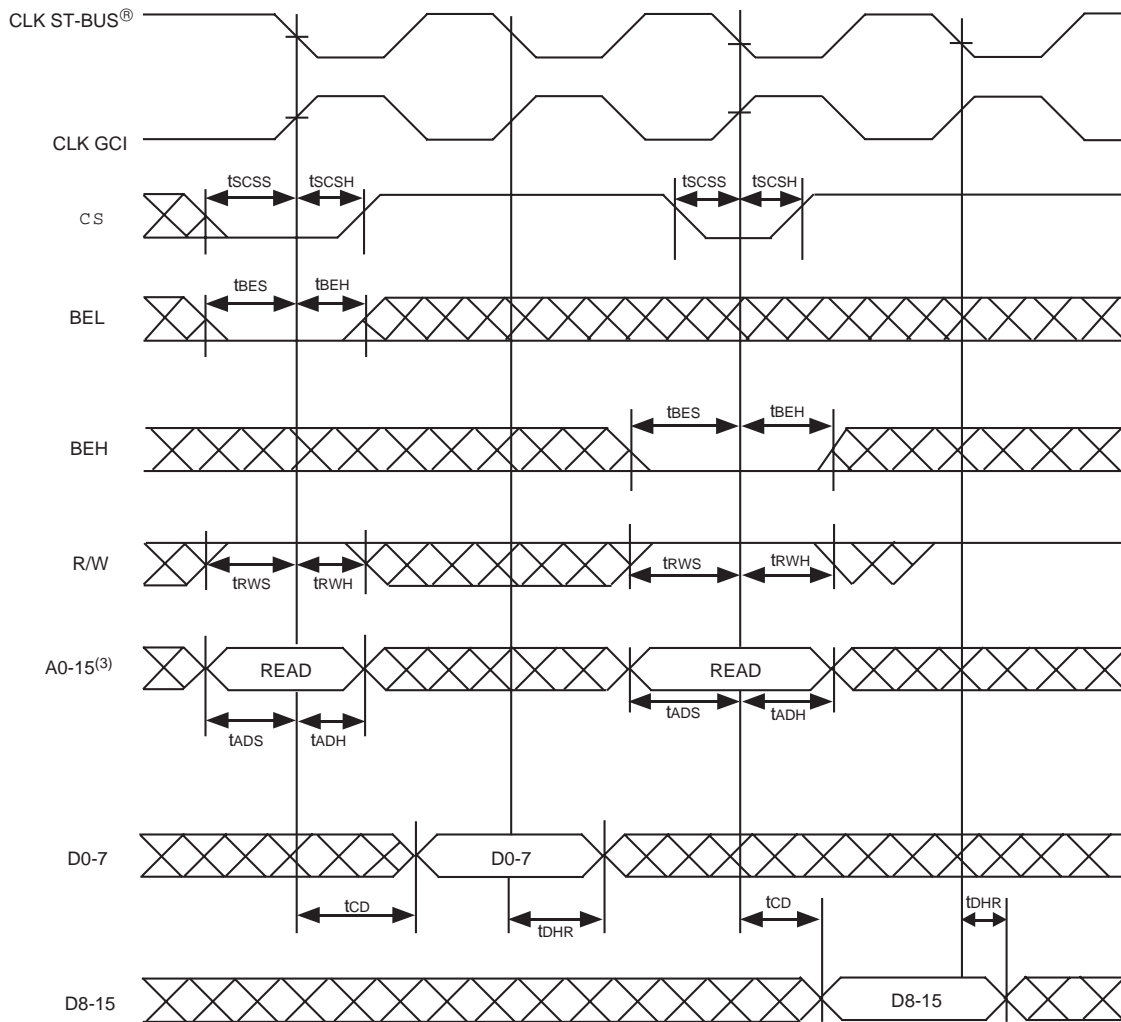 CLK ST-BUS®
CLK GCI
tSCSS
tSCSH
tSCSS
tSCSH
CS
tBES
tBEH
BEL
tBES
tBEH
BEH
R/W
tRWS
tRWH
tRWS
tRWH
A0-15(3)
READ
READ
tADS
tADH
tADS
tADH
D0-7
D0-7
tCD
tDHR
tCD
tDHR
D8-15
D8-15